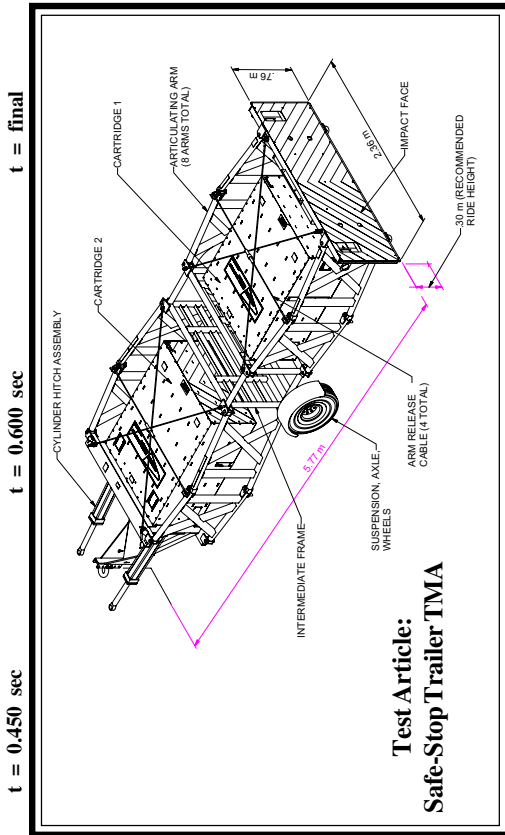 t = 0.450 sec
t = 0.600 sec
t = final
CYLINDER HITCH ASSEMBLY
CARTRIDGE 2
CARTRIDGE 1
ARTICULATING ARM
(8 ARMS TOTAL)
.76 m
2.36 m
IMPACT FACE
.30 m (RECOMMENDED
RIDE HEIGHT)
ARM RELEASE
CABLE (4 TOTAL)
5.77 m
SUSPENSION, AXLE,
WHEELS
INTERMEDIATE FRAME
Test Article:
Safe-Stop Trailer TMA